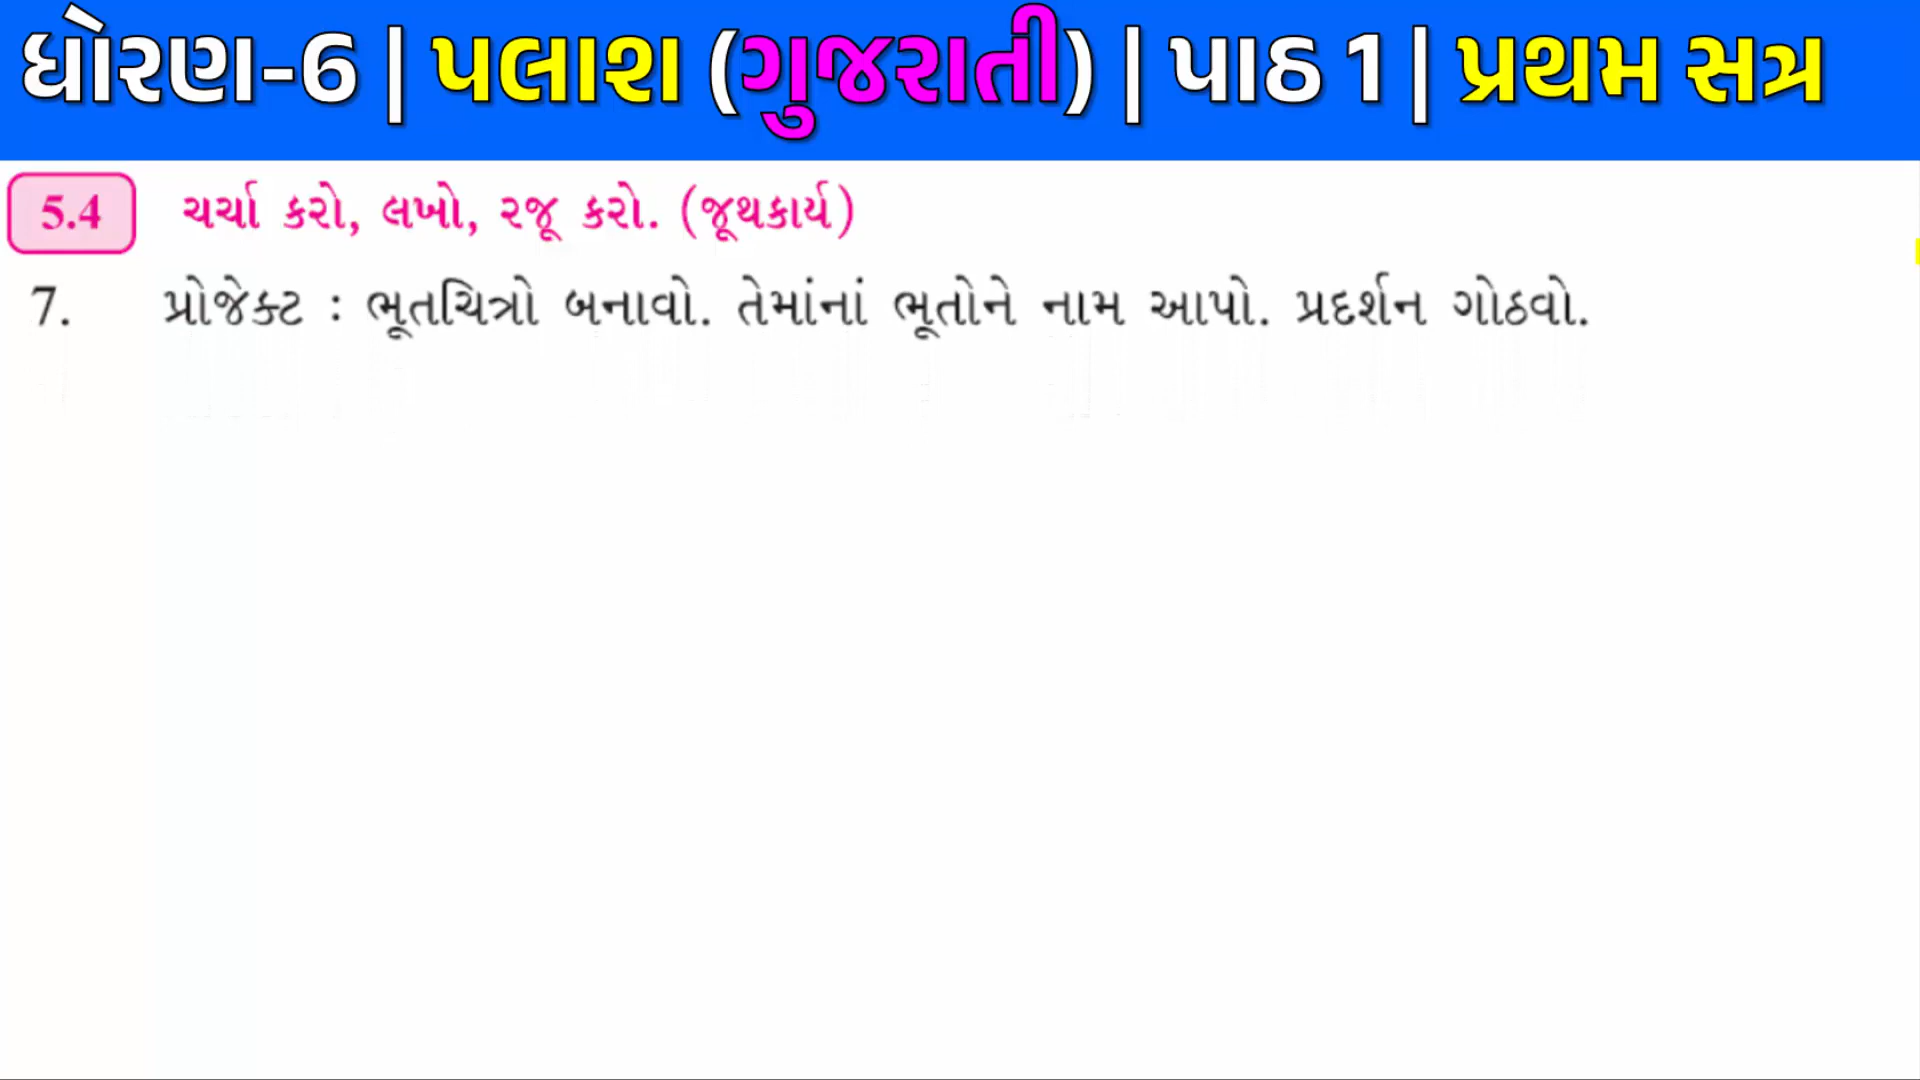 ધોરણ-6 | પલાશ (ગુજરાતી) | પાઠ 1 | પ્રથમ સત્ર
5.4 ચર્ચા કરો, લખો, રજૂ કરો. (જૂથકાર્ય)
7. પ્રોજેક્ટ : ભૂતચિત્રો બનાવો. તેમાંનાં ભૂતોને નામ આપો. પ્રદર્શન ગોઠવો.